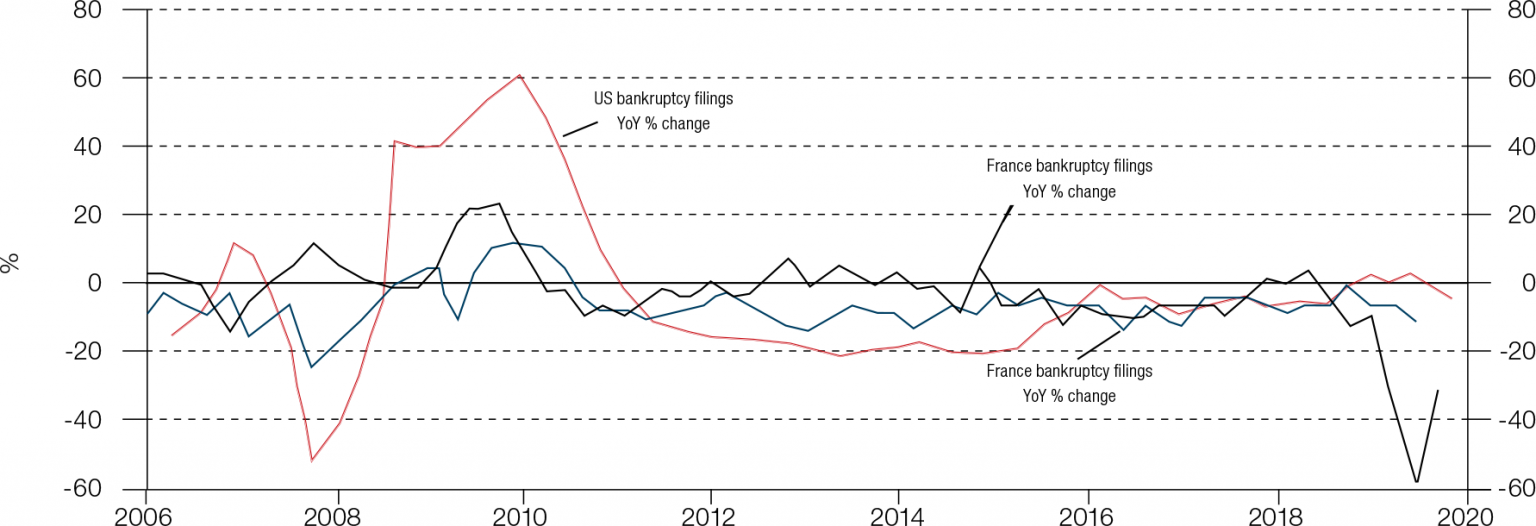 80 80
60 60
US bankruptcy filings
YoY % change
40 40
France bankruptcy filings
YoY % change
20 20
%
0 0
-20 -20
France bankruptcy filings
YoY % change
-40 -40
-60 -60
2006 2008 2010 2012 2014 2016 2018 2020